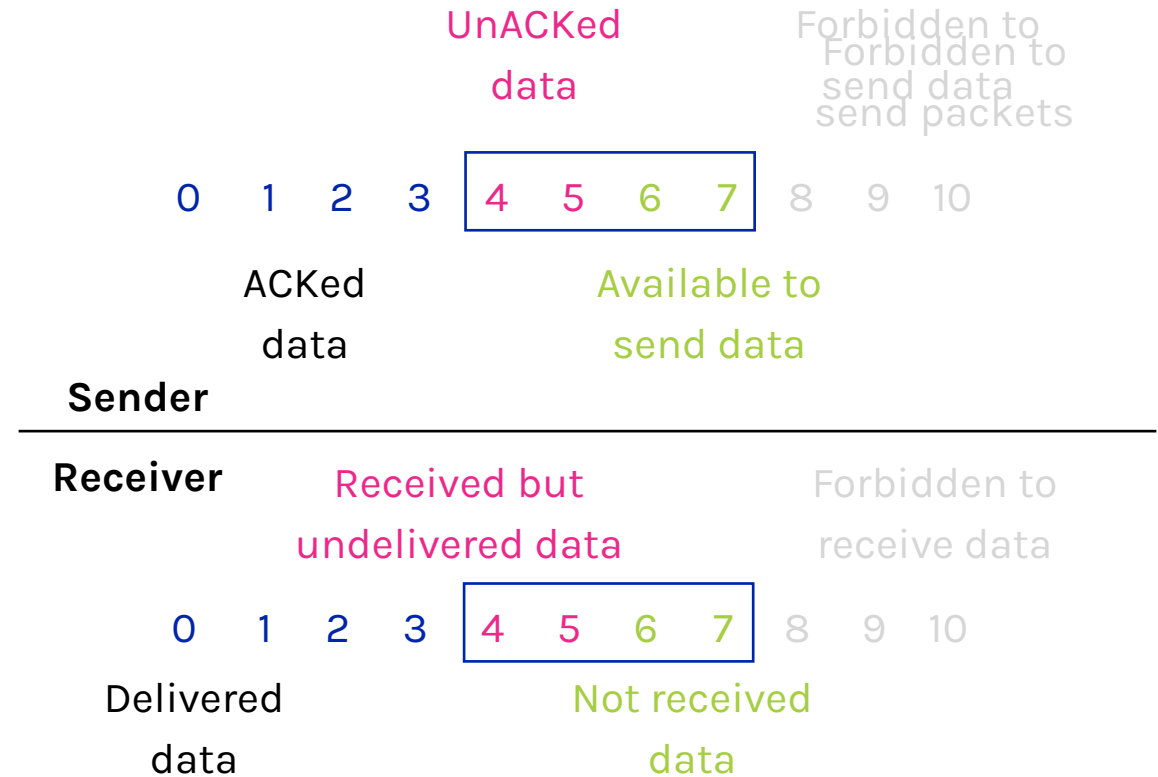 UnACKed
data
Forbidden to
send data
Forbidden to
send packets
0 1 2 3 4 5 6 7 8 9 10
ACKed
data
Available to
send data
Sender
Receiver
Received but
undelivered data
Forbidden to
receive data
0 1 2 3 4 5 6 7 8 9 10
Delivered
data
Not received
data